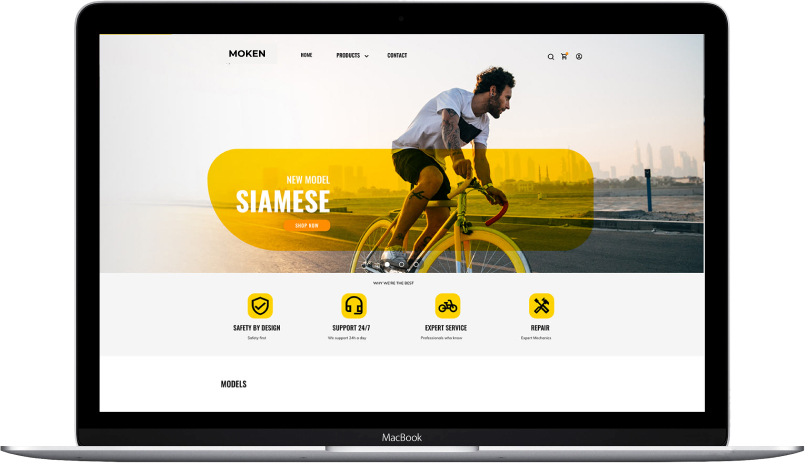 MOKEN
HOME PRODUCTS CONTACT
NEW MODEL
SIAMESE
SHOP NOW
WHY WE'RE THE BEST
SAFETY BY DESIGN
Safety first
SUPPORT 24/7
We support 24h a day
EXPERT SERVICE
Professionals who know
REPAIR
Expert Mechanics
MODELS
MacBook